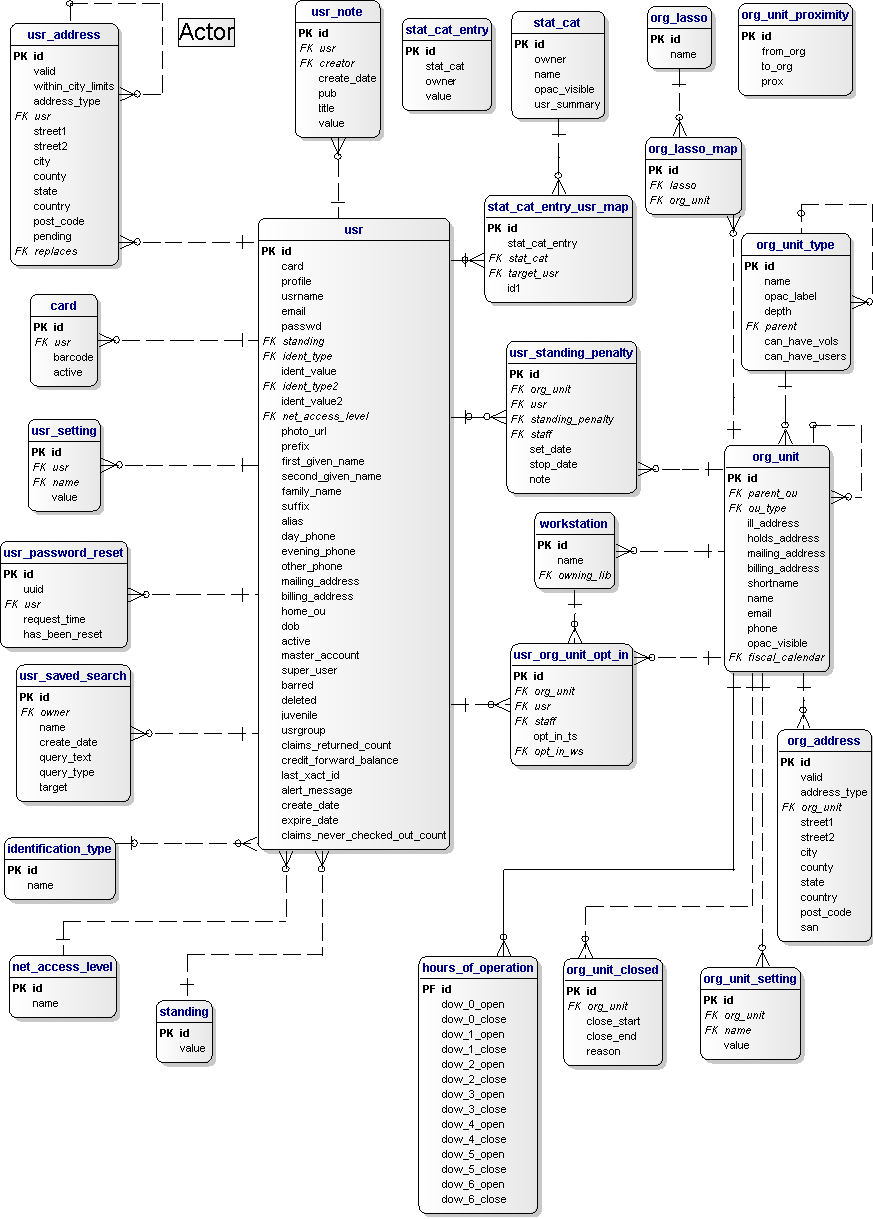 Actor
usr_address
PK id
valid
within_city_limits
address_type
FK usr
street1
street2
city
county
state
country
post_code
pending
FK replaces
usr_note
PK id
FK usr
FK creator
create_date
pub
title
value
stat_cat_entry
PK id
stat_cat
owner
value
stat_cat
PK id
owner
name
opac_visible
usr_summary
org_lasso
PK id
name
org_unit_proximity
PK id
from_org
to_org
prox
org_lasso_map
PK id
FK lasso
FK org_unit
stat_cat_entry_usr_map
PK id
stat_cat_entry
FK stat_cat
FK target_usr
id1
org_unit_type
PK id
name
opac_label
depth
FK parent
can_have_vols
can_have_users
usr
PK id
card
profile
usrname
email
passwd
FK standing
FK ident_type
ident_value
FK ident_type2
ident_value2
FK net_access_level
photo_url
prefix
first_given_name
second_given_name
family_name
suffix
alias
day_phone
evening_phone
other_phone
mailing_address
billing_address
home_ou
dob
active
master_account
super_user
barred
deleted
juvenile
usrgroup
claims_returned_count
credit_forward_balance
last_xact_id
alert_message
create_date
expire_date
claims_never_checked_out_count
card
PK id
FK usr
barcode
active
usr_standing_penalty
PK id
FK org_unit
FK usr
FK standing_penalty
FK staff
set_date
stop_date
note
usr_setting
PK id
FK usr
FK name
value
org_unit
PK id
FK parent_ou
FK ou_type
ill_address
holds_address
mailing_address
billing_address
shortname
name
email
phone
opac_visible
FK fiscal_calendar
workstation
PK id
name
FK owning_lib
usr_password_reset
PK id
uuid
FK usr
request_time
has_been_reset
usr_org_unit_opt_in
PK id
FK org_unit
FK usr
FK staff
opt_in_ts
FK opt_in_ws
usr_saved_search
PK id
FK owner
name
create_date
query_text
query_type
target
org_address
PK id
valid
address_type
FK org_unit
street1
street2
city
county
state
country
post_code
san
identification_type
PK id
name
net_access_level
PK id
name
standing
PK id
value
hours_of_operation
PF id
dow_0_open
dow_0_close
dow_1_open
dow_1_close
dow_2_open
dow_2_close
dow_3_open
dow_3_close
dow_4_open
dow_4_close
dow_5_open
dow_5_close
dow_6_open
dow_6_close
org_unit_closed
PK id
FK org_unit
close_start
close_end
reason
org_unit_setting
PK id
FK org_unit
FK name
value